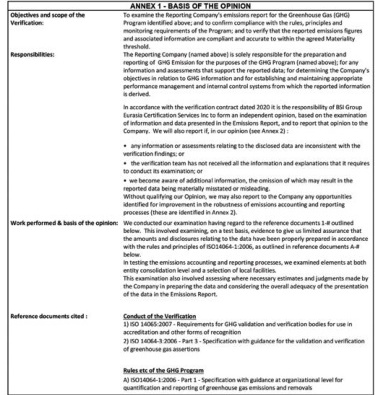 ANNEX 1 - BASIS OF THE OPINION
Objectives and scope of the Verification:
To examine the Reporting Company's emissions report for the Greenhouse Gas (GHG)
Program identified above; and to confirm compliance with the rules, principles and
monitoring requirements of the Program; and to verify that the reported emissions figures
and associated information are compliant and accurate to within the agreed Materiality
threshold.
Responsibilities:
The Reporting Company (named above) is solely responsible for the preparation and
reporting of GHG Emission for the purposes of the GHG Program (named above); for any
information and assessments that support the reported data; for determining the Company's
objectives in relation to GHG information and for establishing and maintaining appropriate
performance management and internal control systems from which the reported information
is derived.
In accordance with the verification contract dated 2020 it is the responsibility of BSI Group
Eurasia Certification Services Inc to form an independent opinion, based on the examination
of information and data presented in the Emissions Report, and to report that opinion to the
Company. We will also report if, in our opinion (see Annex 2) :
• any information or assessments relating to the disclosed data are inconsistent with the
verification findings; or
• the verification team has not received all the information and explanations that it requires
to conduct its examination; or
• we become aware of additional information, the omission of which may result in the
reported data being materially misstated or misleading.
Without qualifying our Opinion, we may also report to the Company any opportunities
identified for improvement in the robustness of emissions accounting and reporting
processes (these are identified in Annex 2).
Work performed & basis of the opinion:
We conducted our examination having regard to the reference documents 1-# outlined
below. This involved examining, on a test basis, evidence to give us limited assurance that
the amounts and disclosures relating to the data have been properly prepared in accordance
with the rules and principles of ISO14064-1:2006, as outlined in reference documents A-#
below.
In testing the emissions accounting and reporting processes, we examined elements at both
entity consolidation level and a selection of local facilities.
This examination also involved assessing where necessary estimates and judgments made by
the Company in preparing the data and considering the overall adequacy of the presentation
of the data in the Emissions Report.
Reference documents cited :
Conduct of the Verification
1) ISO 14065:2007 - Requirements for GHG validation and verification bodies for use in
accreditation and other forms of recognition
2) ISO 14064-3:2006 - Part 3 - Specification with guidance for the validation and verification
of greenhouse gas assertions
Rules etc of the GHG Program
A) ISO14064-1:2006 - Part 1 - Specification with guidance at organizational level for
quantification and reporting of greenhouse gas emissions and removals